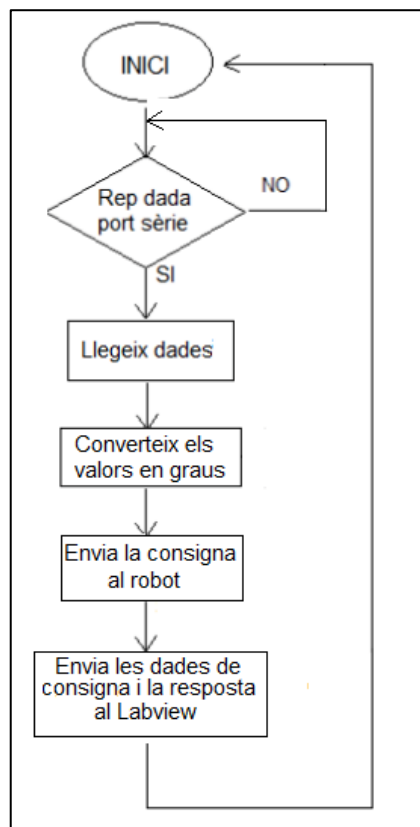 INICI
Rep dada
port sèrie
NO
SI
Llegeix dades
Converteix els
valors en graus
Envia la consigna
al robot
Envia les dades de
consigna i la resposta
al Labview